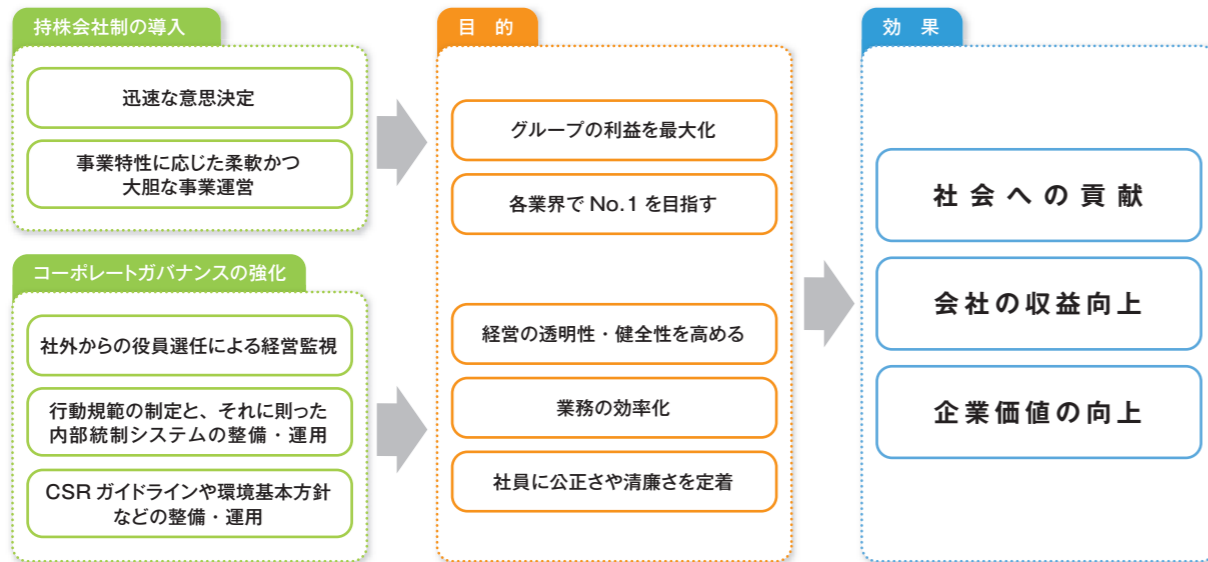 持株会社制の導入
迅速な意思決定
事業特性に応じた柔軟かつ
大胆な事業運営
コーポレートガバナンスの強化
社外からの役員選任による経営監視
行動規範の制定と、それに則った
内部統制システムの整備・運用
CSR ガイドラインや環境基本方針
などの整備・運用
目 的
グループの利益を最大化
各業界で No.1 を目指す
経営の透明性・健全性を高める
業務の効率化
社員に公正さや清廉さを定着
効 果
社会への貢献
会社の収益向上
企業価値の向上